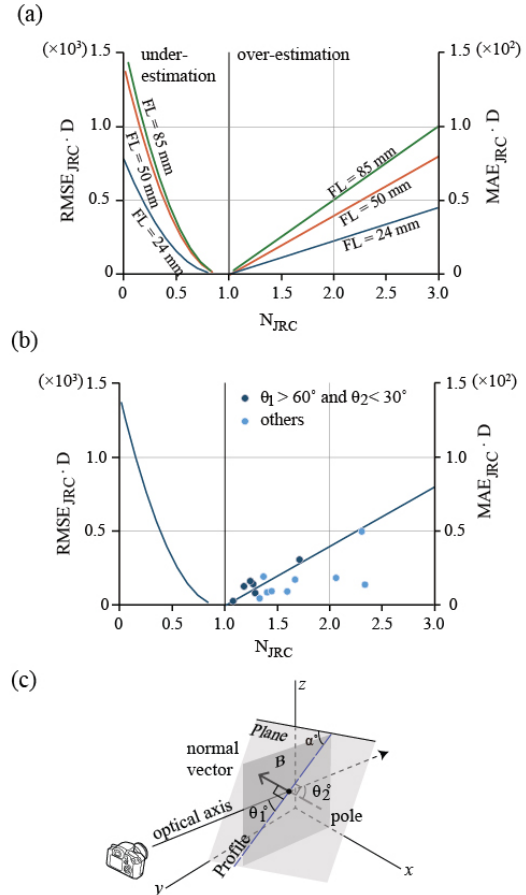 (a)
(×10³) under-estimation over-estimation (×10²)
1.5 1.5
1.0 1.0
0.5 0.5
0 0
RMSE_JRC · D
MAE_JRC · D
FL = 85 mm
FL = 50 mm
FL = 24 mm
FL = 85 mm
FL = 50 mm
FL = 24 mm
0 0.5 1.0 1.5 2.0 2.5 3.0
N_JRC
(b)
(×10³) (×10²)
1.5 1.5
1.0 1.0
0.5 0.5
0 0
RMSE_JRC · D
MAE_JRC · D
θ₁ > 60° and θ₂ < 30°
others
0 1.0 1.0 1.5 2.0 2.5 3.0
N_JRC
(c)
z
Plane
α°
normal
vector
B
optical axis
θ₁°
θ₂°
pole
Profile
x
y